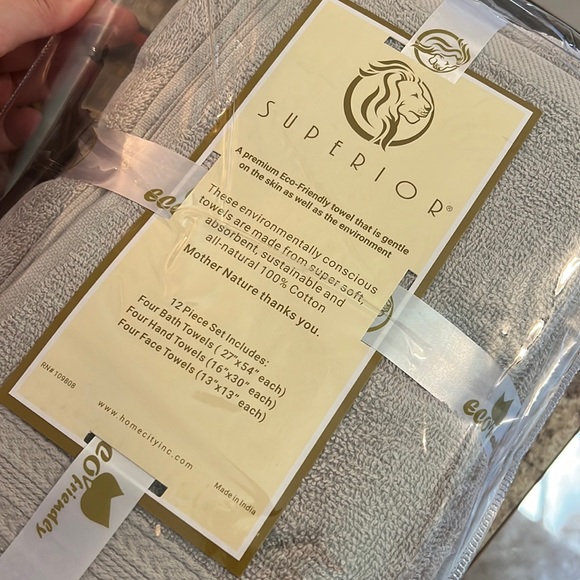 SUPERIOR®
A premium Eco-Friendly towel that is gentle
on the skin as well as the environment
These environmentally conscious
towels are made from super soft,
absorbent, sustainable and
all-natural 100% Cotton
Mother Nature thanks you.
12 Piece Set Includes:
Four Bath Towels ( 27"x54" each)
Four Hand Towels (16"x30" each)
Four Face Towels (13"x13" each)
RN#109808
www.homecityinc.com
Made in India
eco
eco
eco friendly